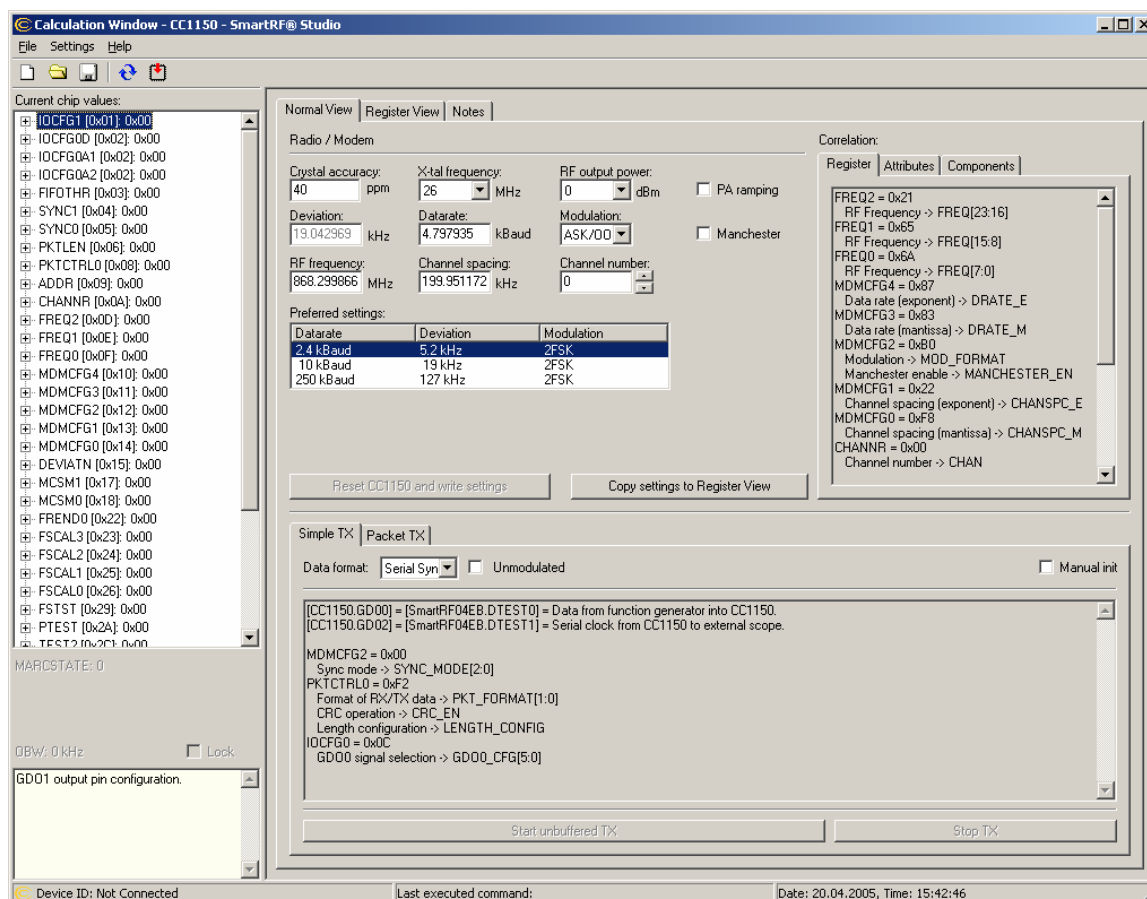 Calculation Window - CC1150 - SmartRF® Studio
File Settings Help
Current chip values:
IOCFG1 [0x01]: 0x00
IOCFG0D [0x02]: 0x00
IOCFG0A1 [0x02]: 0x00
IOCFG0A2 [0x02]: 0x00
FIFOTHR [0x03]: 0x00
SYNC1 [0x04]: 0x00
SYNC0 [0x05]: 0x00
PKTLEN [0x06]: 0x00
PKTCTRL0 [0x08]: 0x00
ADDR [0x09]: 0x00
CHANNR [0x0A]: 0x00
FREQ2 [0x0D]: 0x00
FREQ1 [0x0E]: 0x00
FREQ0 [0x0F]: 0x00
MDMCFG4 [0x10]: 0x00
MDMCFG3 [0x11]: 0x00
MDMCFG2 [0x12]: 0x00
MDMCFG1 [0x13]: 0x00
MDMCFG0 [0x14]: 0x00
DEVIATN [0x15]: 0x00
MCSM1 [0x17]: 0x00
MCSM0 [0x18]: 0x00
FREND0 [0x22]: 0x00
FSCAL3 [0x23]: 0x00
FSCAL2 [0x24]: 0x00
FSCAL1 [0x25]: 0x00
FSCAL0 [0x26]: 0x00
FSTST [0x29]: 0x00
PTEST [0x2A]: 0x00
TEST2 [0x2C]: 0x00
MARCSTATE: 0
OBW: 0 kHz Lock
GDO1 output pin configuration.
Normal View Register View Notes
Radio / Modem
Crystal accuracy: X-tal frequency: RF output power:
40 ppm 26 MHz 0 dBm PA ramping
Deviation: Datarate: Modulation:
19.042969 kHz 4.797935 kBaud ASK/OO Manchester
RF frequency: Channel spacing: Channel number:
868.299866 MHz 199.951172 kHz 0
Preferred settings:
Datarate Deviation Modulation
2.4 kBaud 5.2 kHz 2FSK
10 kBaud 19 kHz 2FSK
250 kBaud 127 kHz 2FSK
Reset CC1150 and write settings Copy settings to Register View
Correlation:
Register Attributes Components
FREQ2 = 0x21
RF Frequency -> FREQ[23:16]
FREQ1 = 0x65
RF Frequency -> FREQ[15:8]
FREQ0 = 0x6A
RF Frequency -> FREQ[7:0]
MDMCFG4 = 0x87
Data rate (exponent) -> DRATE_E
MDMCFG3 = 0x83
Data rate (mantissa) -> DRATE_M
MDMCFG2 = 0xB0
Modulation -> MOD_FORMAT
Manchester enable -> MANCHESTER_EN
MDMCFG1 = 0x22
Channel spacing (exponent) -> CHANSPC_E
MDMCFG0 = 0xF8
Channel spacing (mantissa) -> CHANSPC_M
CHANNR = 0x00
Channel number -> CHAN
Simple TX Packet TX
Data format: Serial Syn Unmodulated Manual init
[CC1150.GD00] = [SmartRF04EB.DTEST0] = Data from function generator into CC1150.
[CC1150.GD02] = [SmartRF04EB.DTEST1] = Serial clock from CC1150 to external scope.
MDMCFG2 = 0x00
Sync mode -> SYNC_MODE[2:0]
PKTCTRL0 = 0xF2
Format of RX/TX data -> PKT_FORMAT[1:0]
CRC operation -> CRC_EN
Length configuration -> LENGTH_CONFIG
IOCFG0 = 0x0C
GDO0 signal selection -> GDO0_CFG[5:0]
Start unbuffered TX Stop TX
Device ID: Not Connected Last executed command: Date: 20.04.2005, Time: 15:42:46